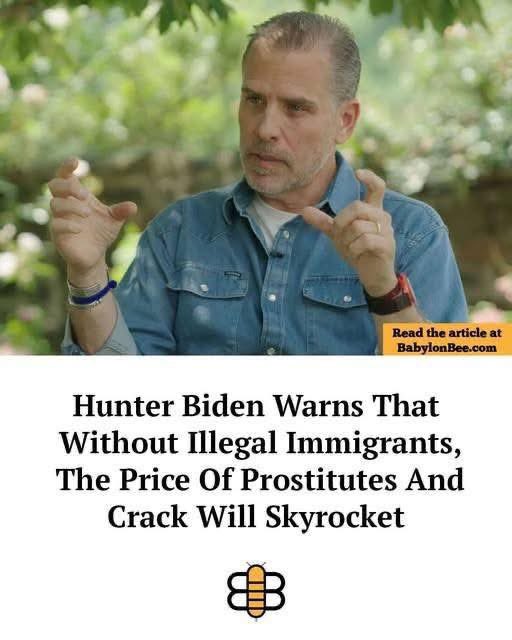 Read the article at
BabylonBee.com
Hunter Biden Warns That
Without Illegal Immigrants,
The Price Of Prostitutes And
Crack Will Skyrocket